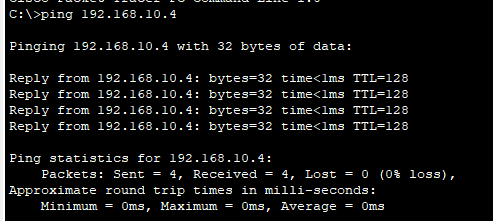 C:\>ping 192.168.10.4
Pinging 192.168.10.4 with 32 bytes of data:
Reply from 192.168.10.4: bytes=32 time<1ms TTL=128
Reply from 192.168.10.4: bytes=32 time<1ms TTL=128
Reply from 192.168.10.4: bytes=32 time<1ms TTL=128
Reply from 192.168.10.4: bytes=32 time<1ms TTL=128
Ping statistics for 192.168.10.4:
Packets: Sent = 4, Received = 4, Lost = 0 (0% loss),
Approximate round trip times in milli-seconds:
Minimum = 0ms, Maximum = 0ms, Average = 0ms